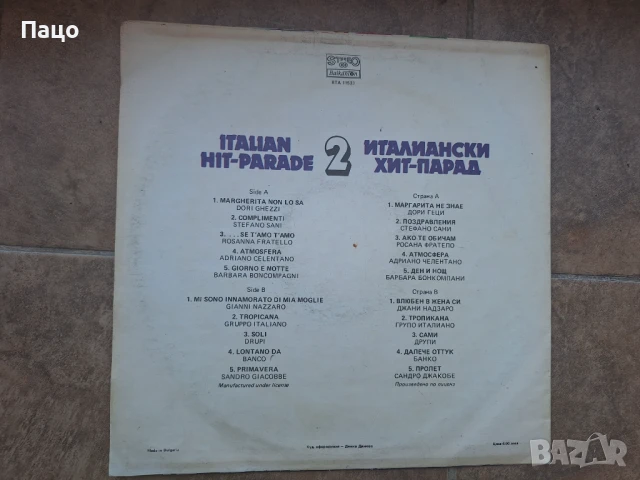 Пацо
STEREO
ITALIAN
HIT-PARADE
2
ИТАЛИАНСКИ
ХИТ-ПАРАД
Side A
1. MARGHERITA NON LO SA
DORI GHEZZI
2. COMPLIMENTI
STEFANO SANI
3. . . . SE T'AMO T'AMO
ROSANNA FRATELLO
4. ATMOSFERA
ADRIANO CELENTANO
5. GIORNO E NOTTE
BARBARA BONCOMPAGNI
Side B
1. MI SONO INNAMORATO DI MIA MOGLIE
GIANNI NAZZARO
2. TROPICANA
GRUPPO ITALIANO
3. SOLI
DRUPI
4. LONTANO DA
BANCO
5. PRIMAVERA
SANDRO GIACOBBE
Manufactured under licence
Страна А
1. МАРГАРИТА НЕ ЗНАЕ
ДОРИ ГЕЦИ
2. ПОЗДРАВЛЕНИЯ
СТЕФАНО САНИ
3. АКО ТЕ ОБИЧАМ
РОСАНА ФРАТЕЛО
4. АТМОСФЕРА
АДРИАНО ЧЕЛЕНТАНО
5. ДЕН И НОЩ
БАРБАРА БОНКОМПАНИ
Страна В
1. ВЛЮБЕН В ЖЕНА СИ
ДЖАНИ НАДЗАРО
2. ТРОПИКАНА
ГРУПО ИТАЛИАНО
3. САМИ
ДРУПИ
4. ДАЛЕЧЕ ОТТУК
БАНКО
5. ПРОЛЕТ
САНДРО ДЖАКОБЕ
Произведено по лиценз
Made in Bulgaria
BAZAR.bg